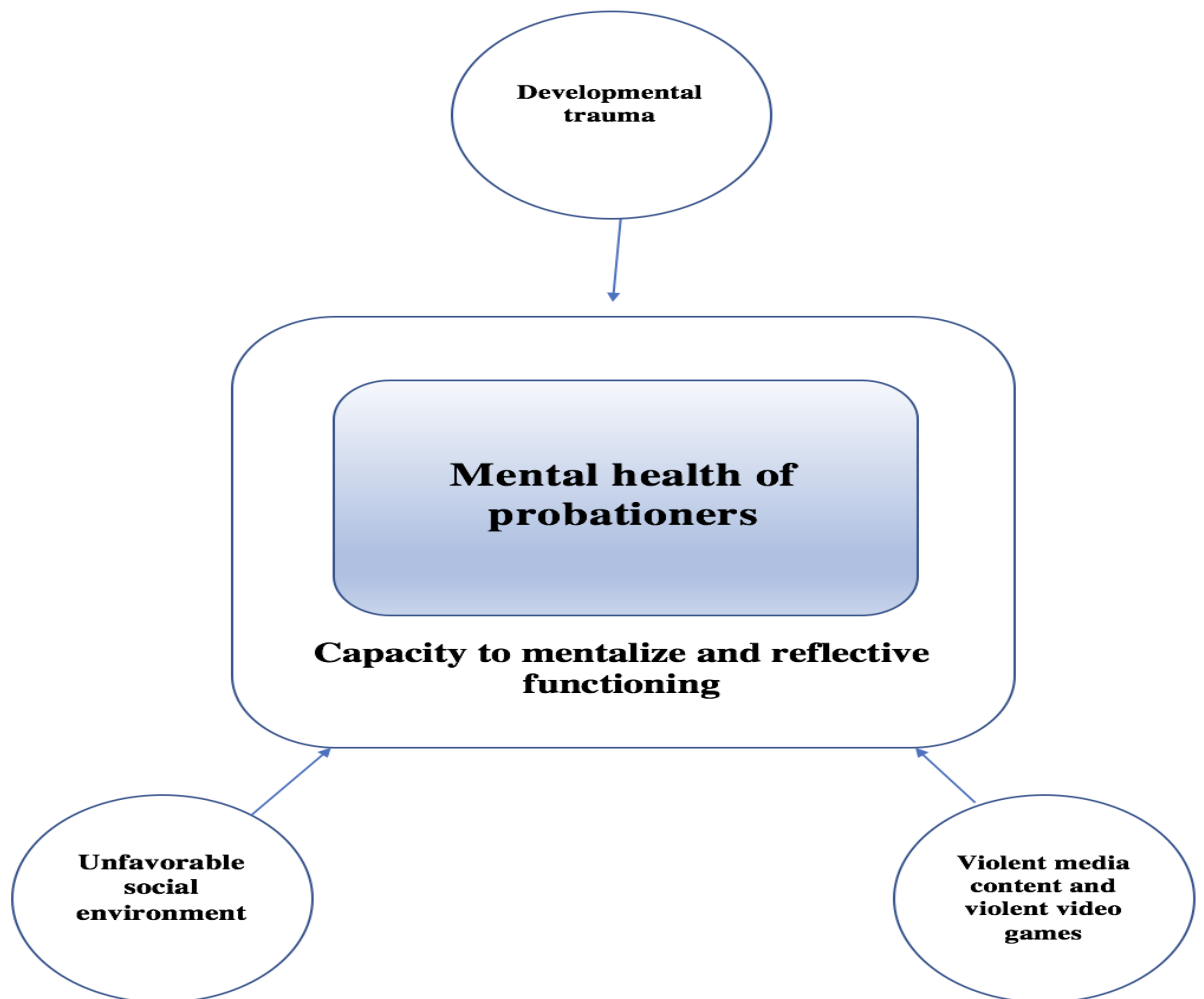 Developmental
trauma
Mental health of
probationers
Capacity to mentalize and reflective
functioning
Unfavorable
social
environment
Violent media
content and
violent video
games